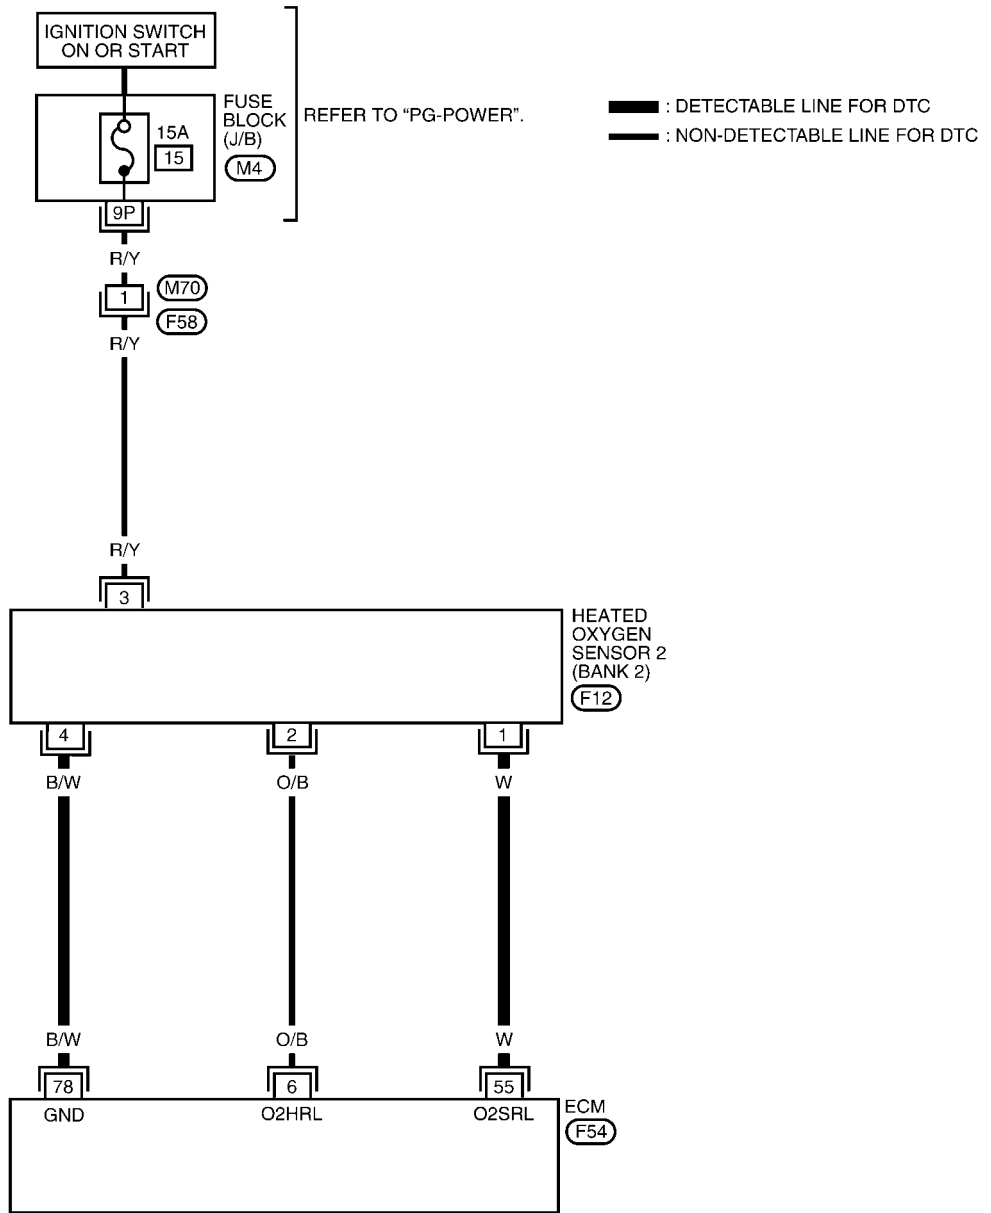 IGNITION SWITCH
ON OR START
FUSE
BLOCK
(J/B)
M4
15A
15
REFER TO “PG-POWER”.
: DETECTABLE LINE FOR DTC
: NON-DETECTABLE LINE FOR DTC
9P
R/Y
1
M70
F58
R/Y
R/Y
3
HEATED
OXYGEN
SENSOR 2
(BANK 2)
F12
4 2 1
B/W O/B W
B/W O/B W
78 6 55
GND O2HRL O2SRL
ECM
F54